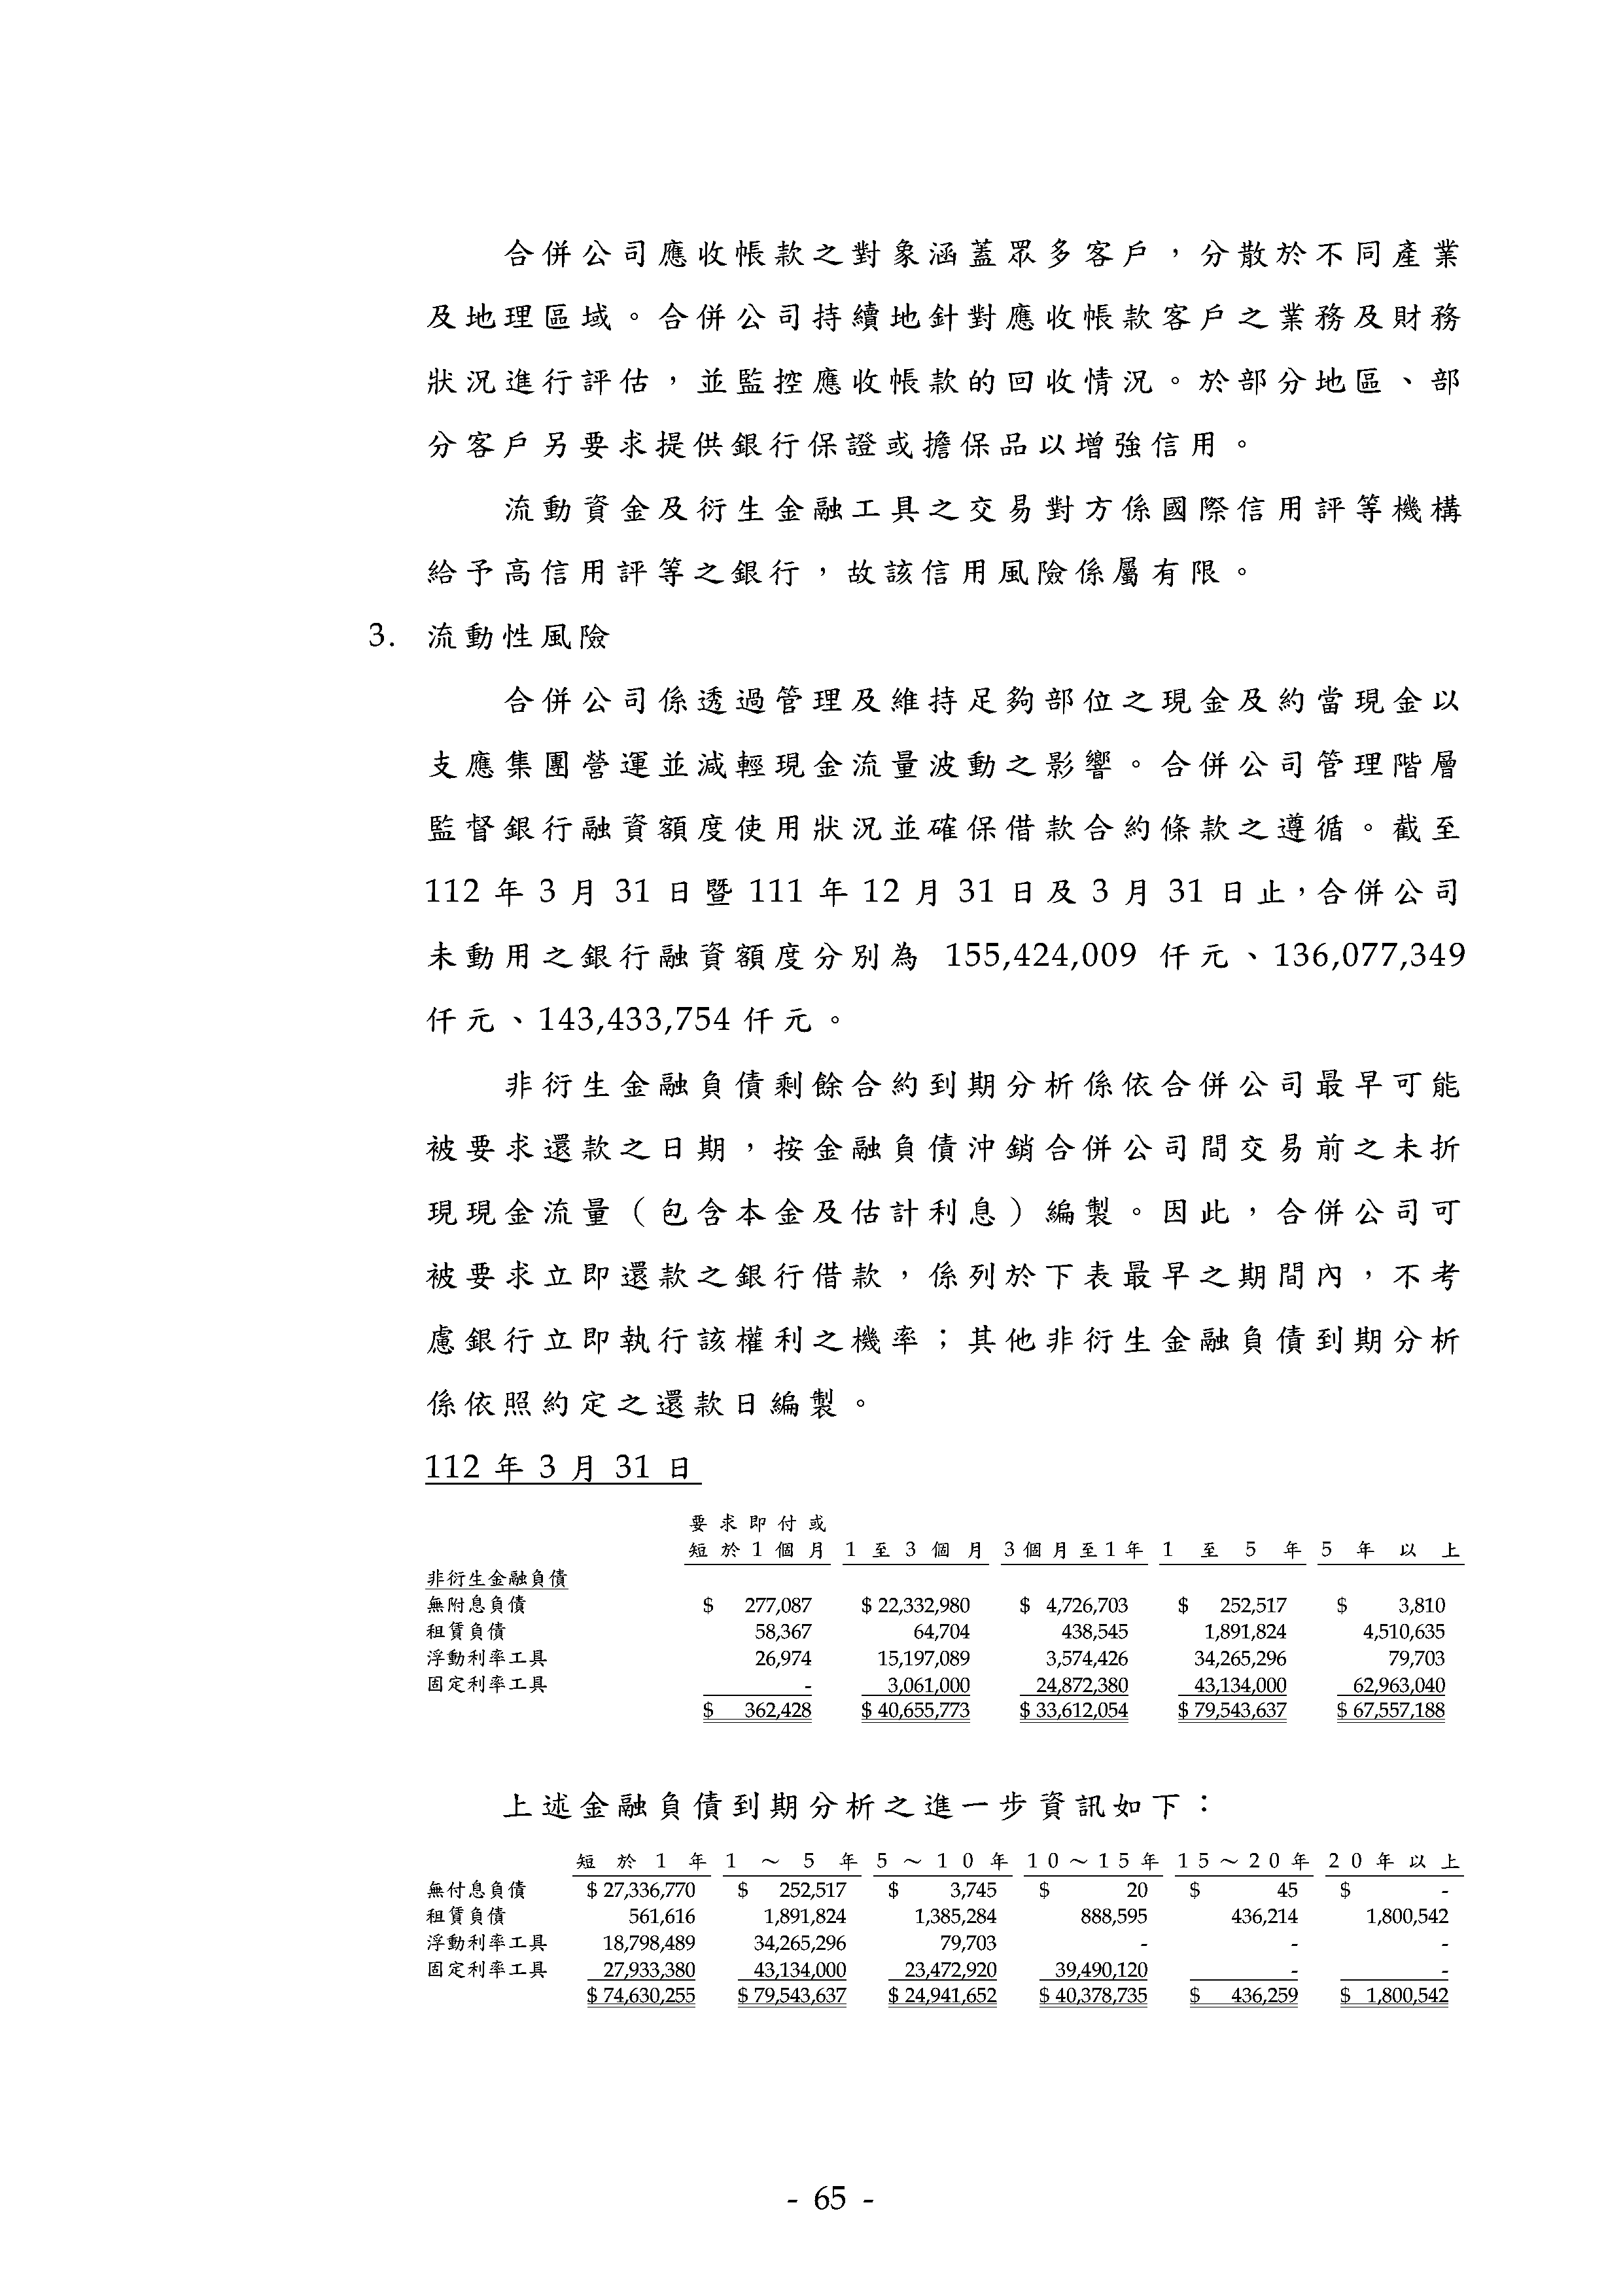 合併公司應收帳款之對象涵蓋眾多客戶，分散於不同產業
及地理區域。合併公司持續地針對應收帳款客戶之業務及財務
狀況進行評估，並監控應收帳款的回收情況。於部分地區、部
分客戶另要求提供銀行保證或擔保品以增強信用。
流動資金及衍生金融工具之交易對方係國際信用評等機構
給予高信用評等之銀行，故該信用風險係屬有限。
3. 流動性風險
合併公司係透過管理及維持足夠部位之現金及約當現金以
支應集團營運並減輕現金流量波動之影響。合併公司管理階層
監督銀行融資額度使用狀況並確保借款合約條款之遵循。截至
112 年 3 月 31 日暨 111 年 12 月 31 日及 3 月 31 日止，合併公司
未動用之銀行融資額度分別為 155,424,009 仟元、136,077,349
仟元、143,433,754 仟元。
非衍生金融負債剩餘合約到期分析係依合併公司最早可能
被要求還款之日期，按金融負債沖銷合併公司間交易前之未折
現現金流量（包含本金及估計利息）編製。因此，合併公司可
被要求立即還款之銀行借款，係列於下表最早之期間內，不考
慮銀行立即執行該權利之機率；其他非衍生金融負債到期分析
係依照約定之還款日編製。
112 年 3 月 31 日
要求即付或
短於1個月 1至3個月 3個月至1年 1至5年 5年以上
非衍生金融負債
無附息負債 $ 277,087 $ 22,332,980 $ 4,726,703 $ 252,517 $ 3,810
租賃負債 58,367 64,704 438,545 1,891,824 4,510,635
浮動利率工具 26,974 15,197,089 3,574,426 34,265,296 79,703
固定利率工具 - 3,061,000 24,872,380 43,134,000 62,963,040
$ 362,428 $ 40,655,773 $ 33,612,054 $ 79,543,637 $ 67,557,188
上述金融負債到期分析之進一步資訊如下：
短於1年 1～5年 5～10年 10～15年 15～20年 20年以上
無付息負債 $ 27,336,770 $ 252,517 $ 3,745 $ 20 $ 45 $ -
租賃負債 561,616 1,891,824 1,385,284 888,595 436,214 1,800,542
浮動利率工具 18,798,489 34,265,296 79,703 - - -
固定利率工具 27,933,380 43,134,000 23,472,920 39,490,120 - -
$ 74,630,255 $ 79,543,637 $ 24,941,652 $ 40,378,735 $ 436,259 $ 1,800,542
- 65 -